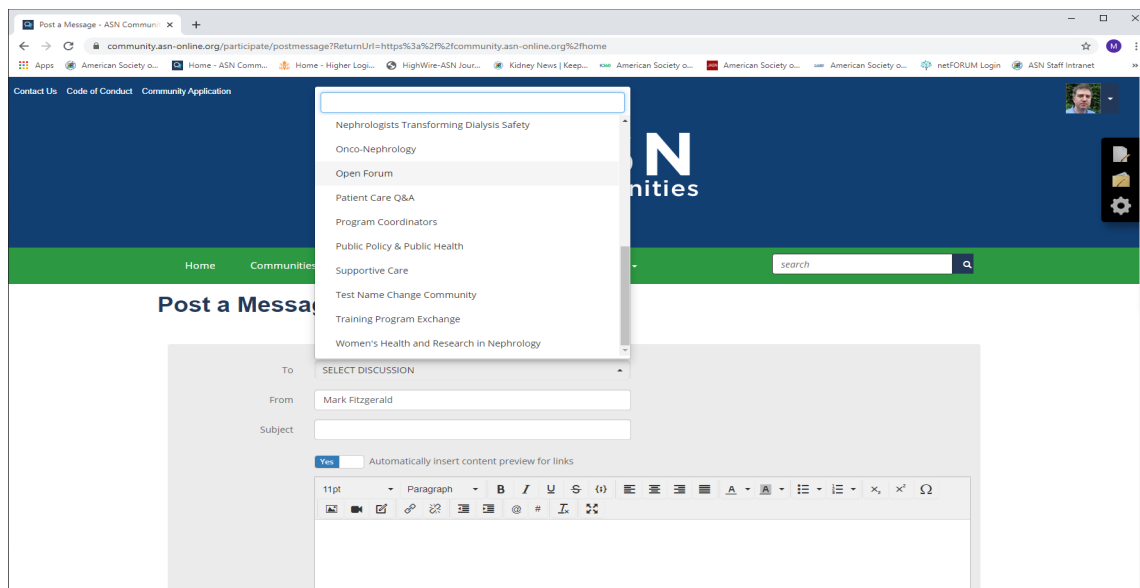 Post a Message - ASN Communit
community.asn-online.org/participate/postmessage?ReturnUrl=https%3a%2f%2fcommunity.asn-online.org%2fhome
M
Apps American Society o... Home - ASN Comm... Home - Higher Logi... HighWire-ASN Jour... Kidney News | Keep... American Society o... American Society o... American Society o... netFORUM Login ASN Staff Intranet »
Contact Us Code of Conduct Community Application
N
nities
Nephrologists Transforming Dialysis Safety
Onco-Nephrology
Open Forum
Patient Care Q&A
Program Coordinators
Public Policy & Public Health
Supportive Care
Test Name Change Community
Training Program Exchange
Women's Health and Research in Nephrology
Home Communities search
Post a Messa
To SELECT DISCUSSION
From Mark Fitzgerald
Subject
Yes Automatically insert content preview for links
11pt Paragraph B I U S {i} A A x₂ x² Ω
@ # Tx